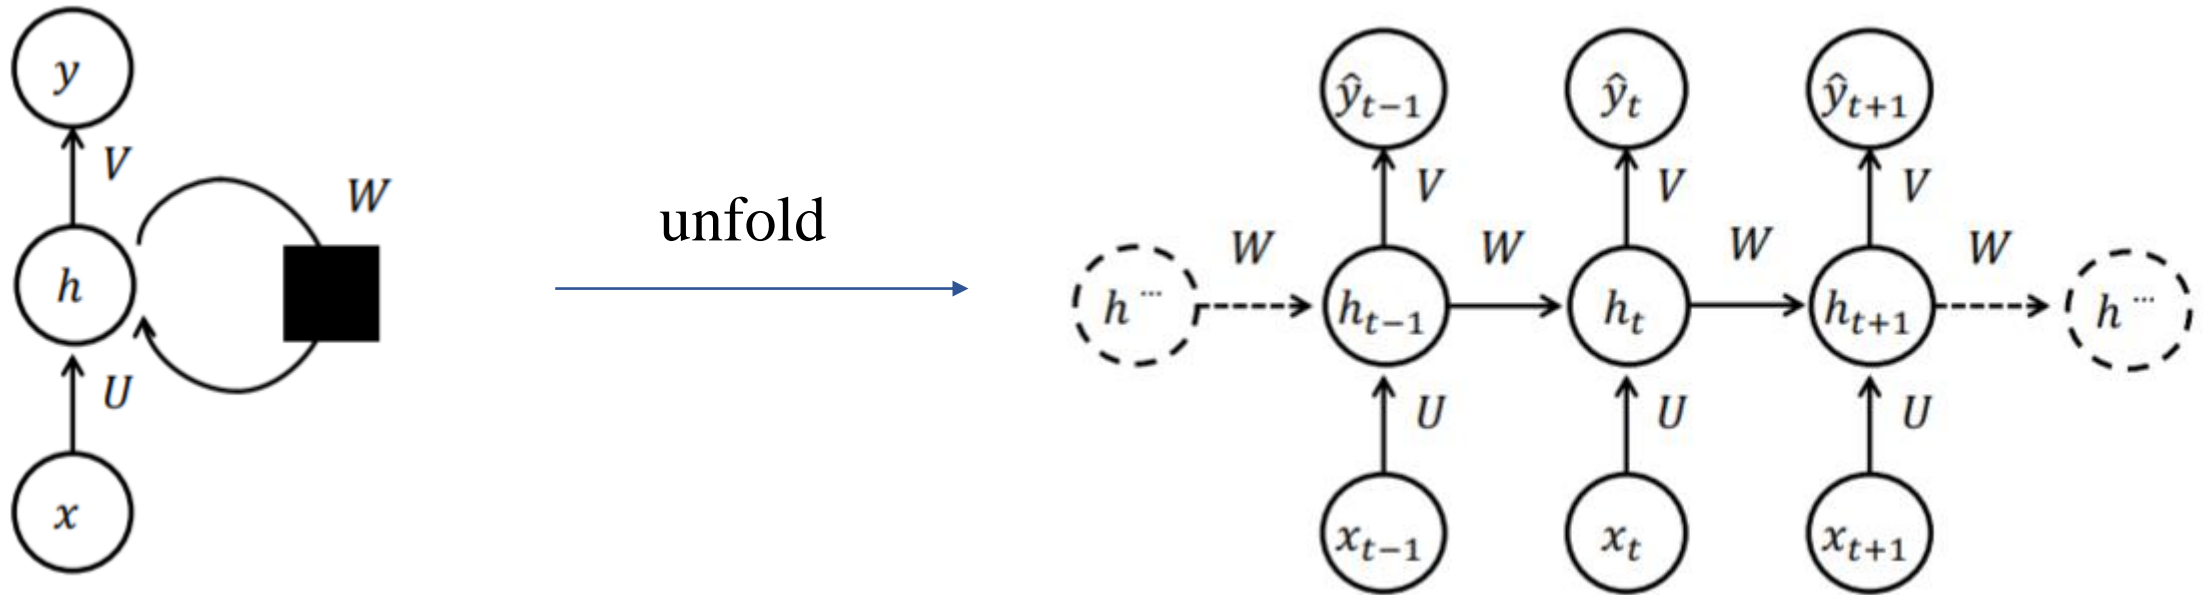 y
V
W
h
U
x
unfold
ŷₜ₋₁ ŷₜ ŷₜ₊₁
V V V
W W W W
h ⋯ hₜ₋₁ hₜ hₜ₊₁ h ⋯
U U U
xₜ₋₁ xₜ xₜ₊₁